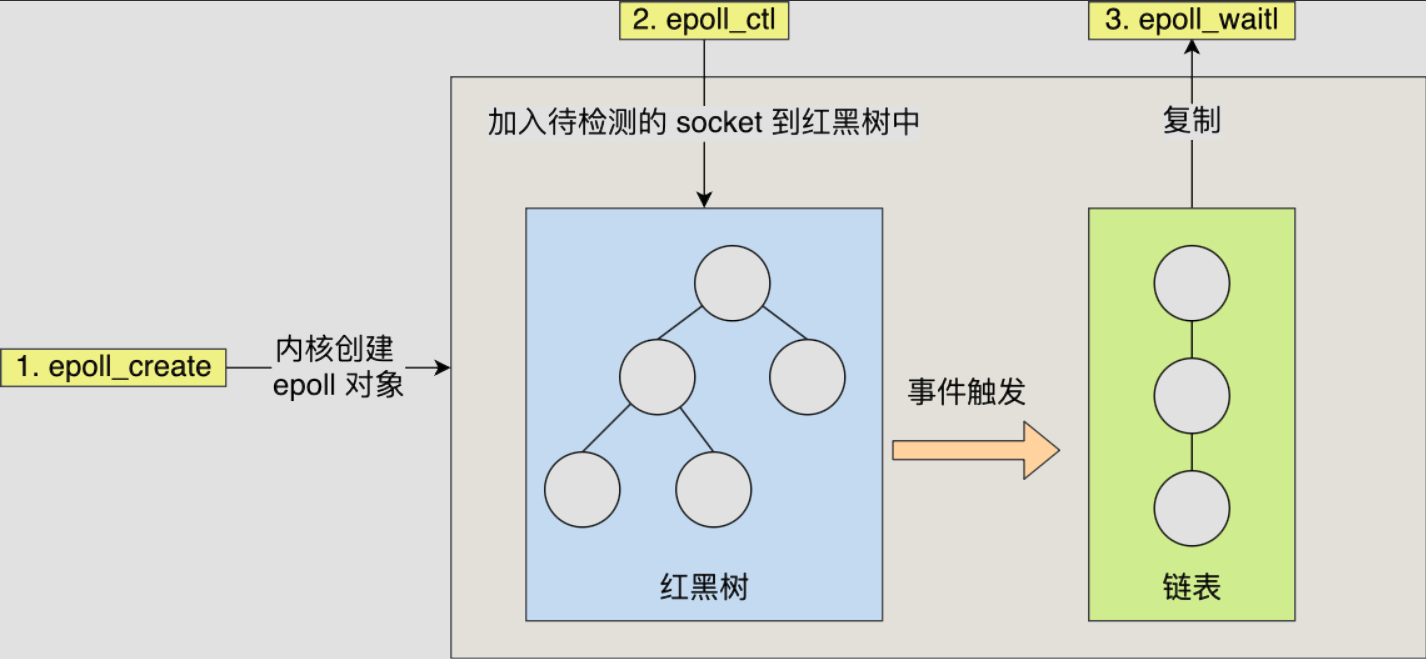 2. epoll_ctl
3. epoll_waitl
加入待检测的 socket 到红黑树中
复制
1. epoll_create
内核创建
epoll 对象
事件触发
红黑树
链表